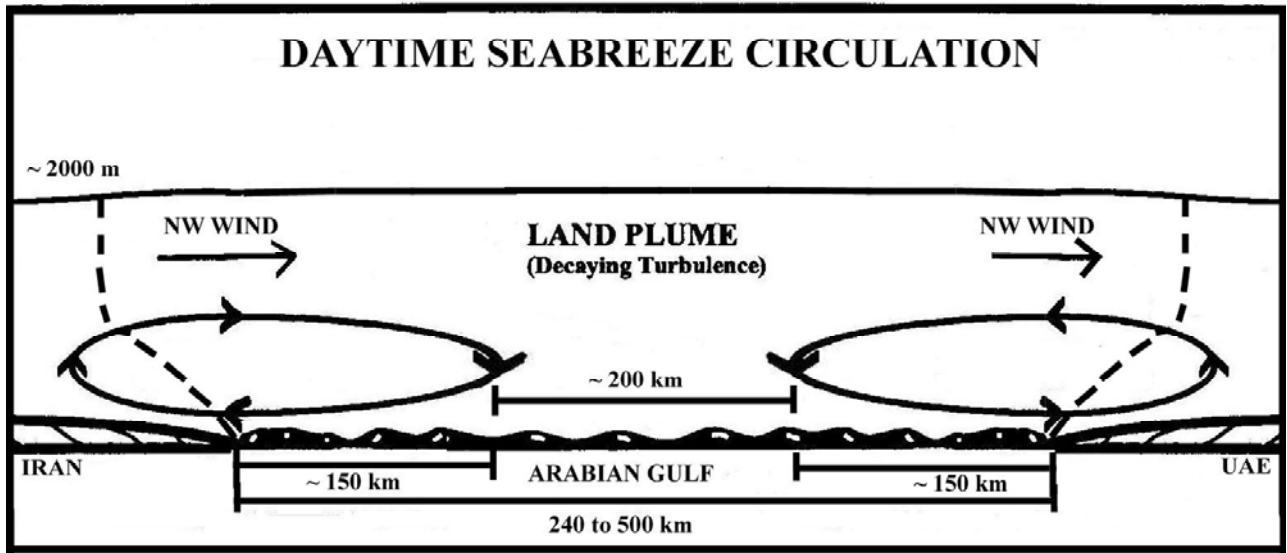 DAYTIME SEABREEZE CIRCULATION
~ 2000 m
NW WIND
LAND PLUME
(Decaying Turbulence)
NW WIND
~ 200 km
IRAN
~ 150 km
ARABIAN GULF
~ 150 km
UAE
240 to 500 km